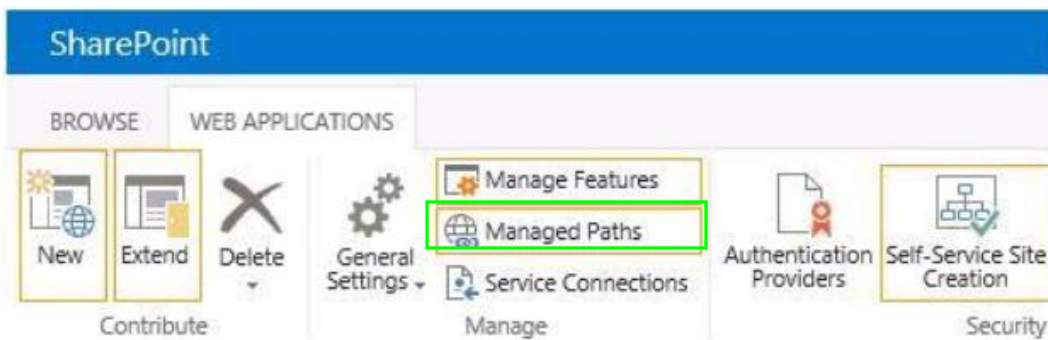 SharePoint
BROWSE
WEB APPLICATIONS
New
Extend
Delete
Contribute
General
Settings
Manage Features
Managed Paths
Service Connections
Manage
Authentication
Providers
Self-Service Site
Creation
Security